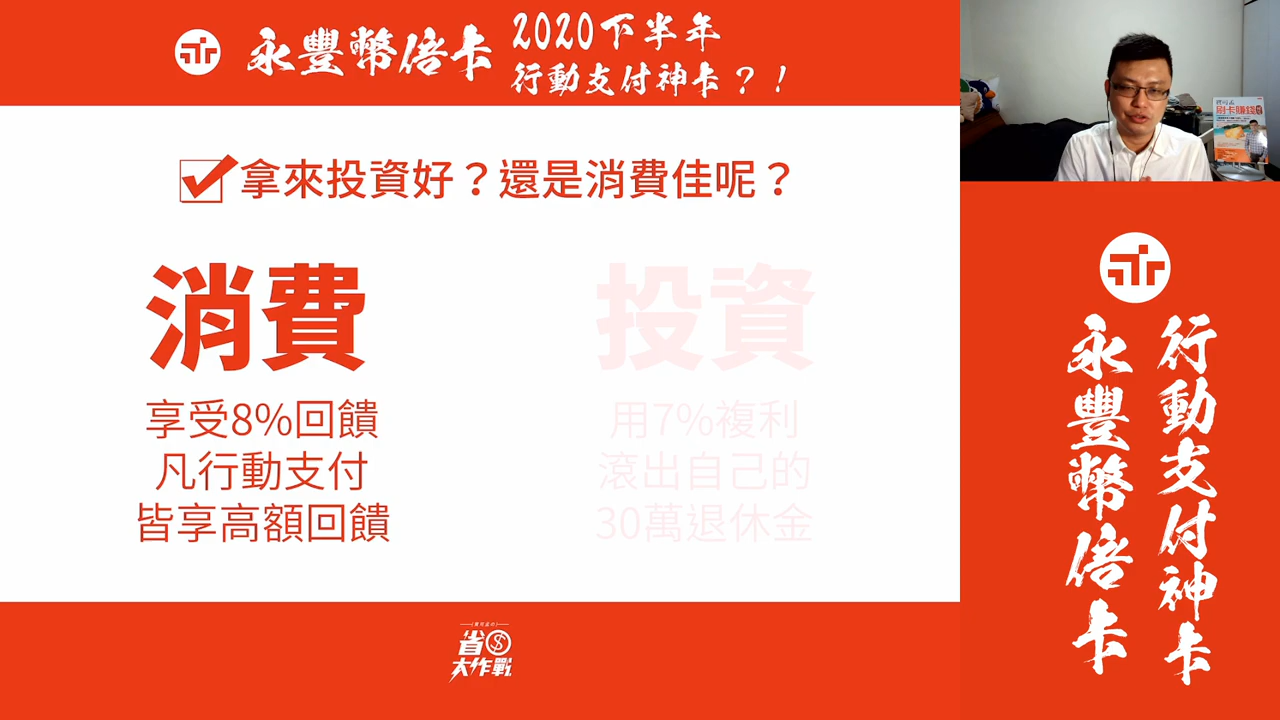 永豐幣倍卡
2020下半年
行動支付神卡？！
拿來投資好？還是消費佳呢？
消費
享受8%回饋
凡行動支付
皆享高額回饋
投資
用7%複利
滾出自己的
30萬退休金
省$
大作戰
刷卡賺錢
行動支付神卡
永豐幣倍卡